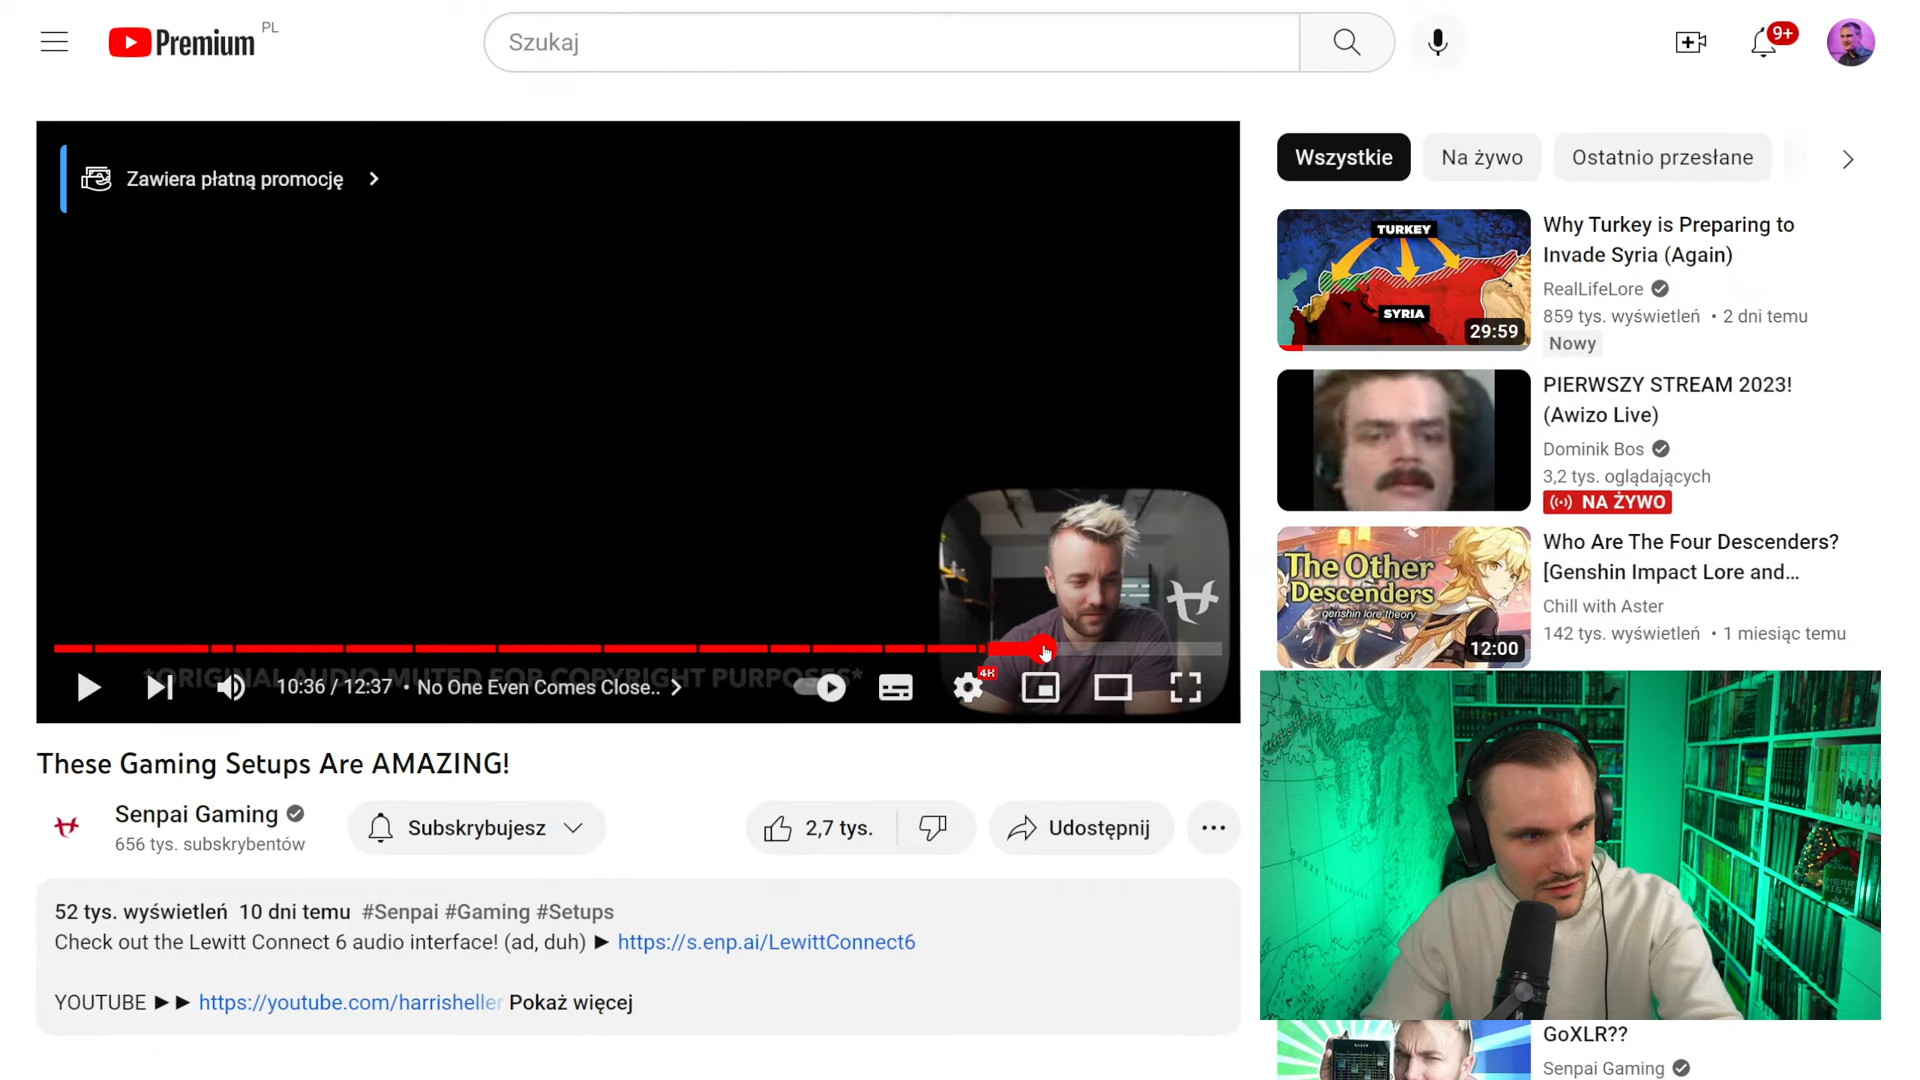 Premium PL
Szukaj
9+
Zawiera płatną promocję
*ORIGINAL AUDIO MUTED FOR COPYRIGHT PURPOSES*
10:36 / 12:37 • No One Even Comes Close..
4K
These Gaming Setups Are AMAZING!
Senpai Gaming
656 tys. subskrybentów
Subskrybujesz
2,7 tys.
Udostępnij
52 tys. wyświetleń 10 dni temu #Senpai #Gaming #Setups
Check out the Lewitt Connect 6 audio interface! (ad, duh) ► https://s.enp.ai/LewittConnect6
YOUTUBE ►► https://youtube.com/harrisheller Pokaż więcej
Wszystkie
Na żywo
Ostatnio przesłane
TURKEY
SYRIA
29:59
Why Turkey is Preparing to
Invade Syria (Again)
RealLifeLore
859 tys. wyświetleń • 2 dni temu
Nowy
PIERWSZY STREAM 2023!
(Awizo Live)
Dominik Bos
3,2 tys. oglądających
NA ŻYWO
The Other
Descenders
genshin lore theory
12:00
Who Are The Four Descenders?
[Genshin Impact Lore and...
Chill with Aster
142 tys. wyświetleń • 1 miesiąc temu
GoXLR??
Senpai Gaming